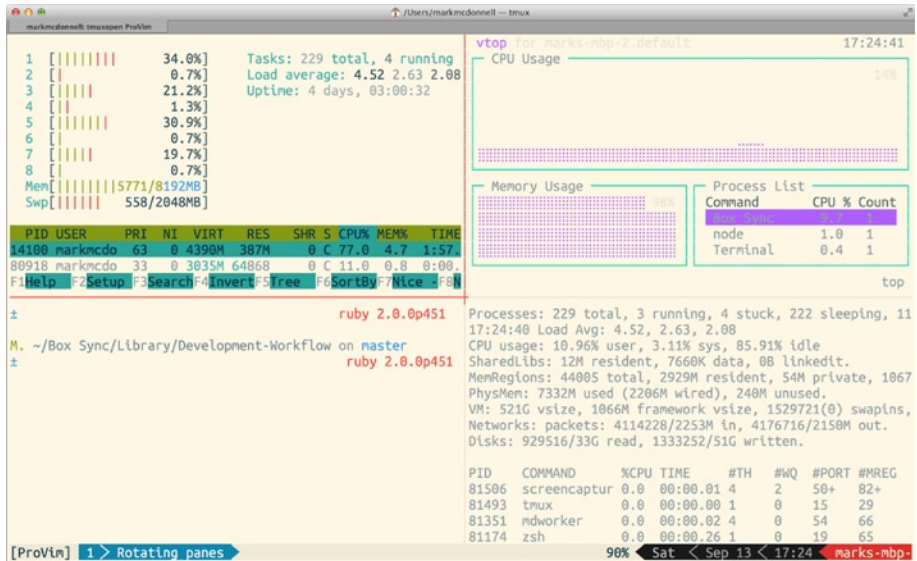 /Users/markmcdonnell — tmux
markmcdonnell: tmuxopen ProVim
1 [|||||||| 34.0%] Tasks: 229 total, 4 running
2 [| 0.7%] Load average: 4.52 2.63 2.08
3 [||||| 21.2%] Uptime: 4 days, 03:00:32
4 [|| 1.3%]
5 [||||||| 30.9%]
6 [| 0.7%]
7 [||||| 19.7%]
8 [| 0.7%]
Mem[|||||||||5771/8192MB]
Swp[|||||| 558/2048MB]
PID USER PRI NI VIRT RES SHR S CPU% MEM% TIME
14100 markmcdo 63 0 4390M 387M 0 C 77.0 4.7 1:57.
80918 markmcdo 33 0 3035M 64868 0 C 11.0 0.8 0:00.
F1Help F2Setup F3SearchF4InvertF5Tree F6SortByF7Nice -F8N
vtop for marks-mbp-2.default 17:24:41
CPU Usage
14%
Memory Usage
98%
Process List
Command CPU % Count
Box Sync 9.7 1
node 1.0 1
Terminal 0.4 1
top
± ruby 2.0.0p451
M. ~/Box Sync/Library/Development-Workflow on master
± ruby 2.0.0p451
Processes: 229 total, 3 running, 4 stuck, 222 sleeping, 11
17:24:40 Load Avg: 4.52, 2.63, 2.08
CPU usage: 10.96% user, 3.11% sys, 85.91% idle
SharedLibs: 12M resident, 7660K data, 0B linkedit.
MemRegions: 44005 total, 2929M resident, 54M private, 1067
PhysMem: 7332M used (2206M wired), 240M unused.
VM: 521G vsize, 1066M framework vsize, 1529721(0) swapins,
Networks: packets: 4114228/2253M in, 4176716/2150M out.
Disks: 929516/33G read, 1333252/51G written.
PID COMMAND %CPU TIME #TH #WQ #PORT #MREG
81506 screencaptur 0.0 00:00.01 4 2 50+ 82+
81493 tmux 0.0 00:00.00 1 0 15 29
81351 mdworker 0.0 00:00.02 4 0 54 66
81174 zsh 0.0 00:00.26 1 0 19 65
[ProVim] 1 > Rotating panes 90% Sat < Sep 13 < 17:24 marks-mbp-